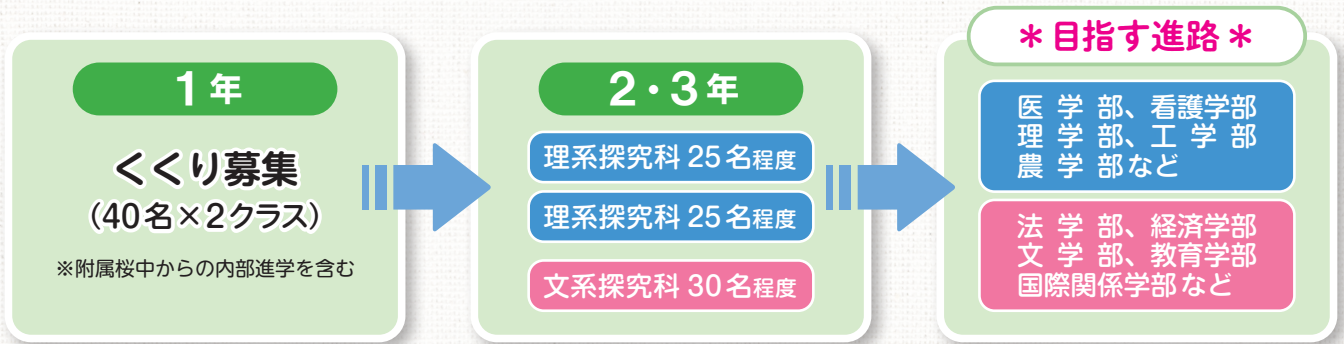 1年
くくり募集
(40名×2クラス)
※附属桜中からの内部進学を含む
2・3年
理系探究科 25名程度
理系探究科 25名程度
文系探究科 30名程度
＊目指す進路＊
医学部、看護学部
理学部、工学部
農学部など
法学部、経済学部
文学部、教育学部
国際関係学部など